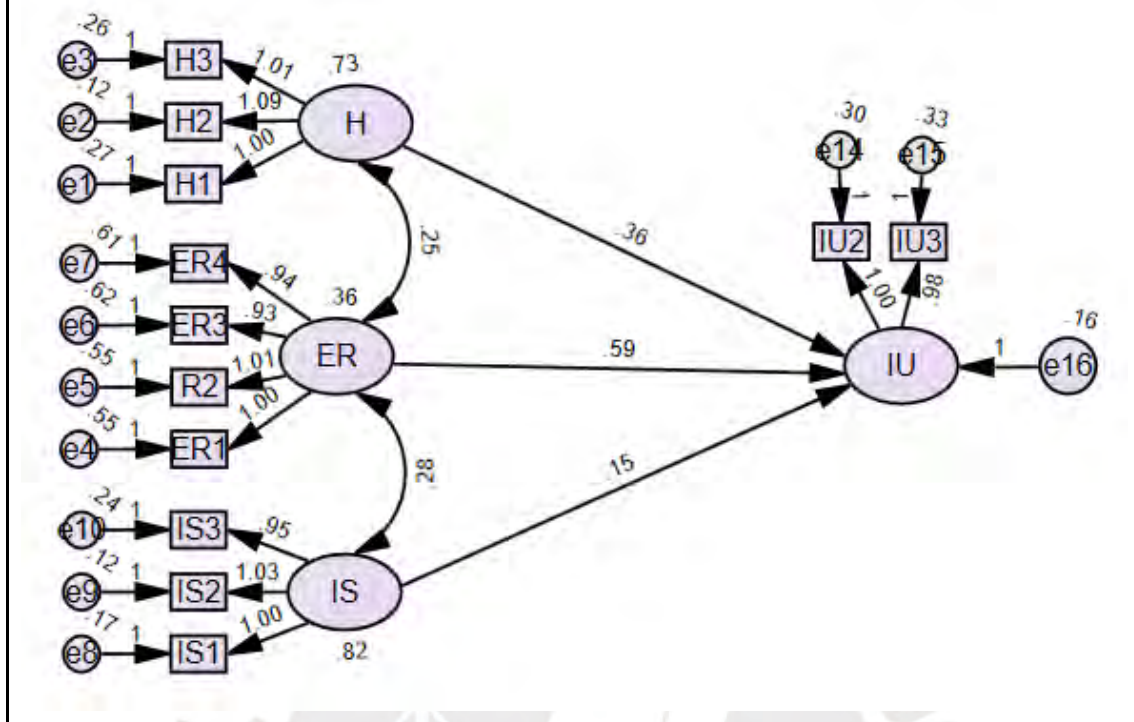 .26
e3 1 H3 1.01 .73
.12
e2 1 H2 1.09 H
.27
e1 1 H1 1.00
.30 .33
e14 e15
1 1
IU2 IU3
1.00 .98
.25
.36
.61
e7 1 ER4 .94
.62
e6 1 ER3 .93 .36
.55
e5 1 R2 1.01 ER
.55
e4 1 ER1 1.00
.59
IU 1 e16 .16
.28
.15
.24
e10 1 IS3 .95
.12
e9 1 IS2 1.03 IS
.17
e8 1 IS1 1.00 .82